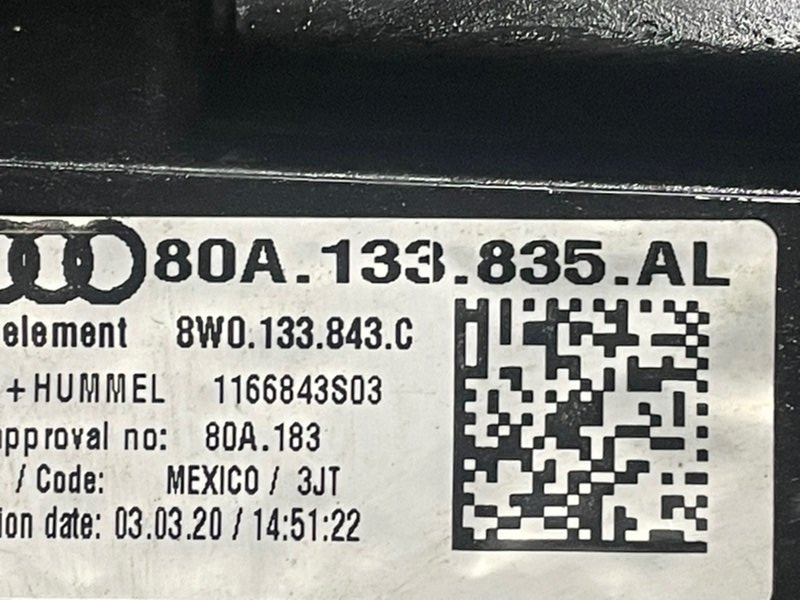 80A.133.835.AL
element 8W0.133.843.C
+HUMMEL 1166843S03
approval no: 80A.183
/ Code: MEXICO / 3JT
ion date: 03.03.20 / 14:51:22